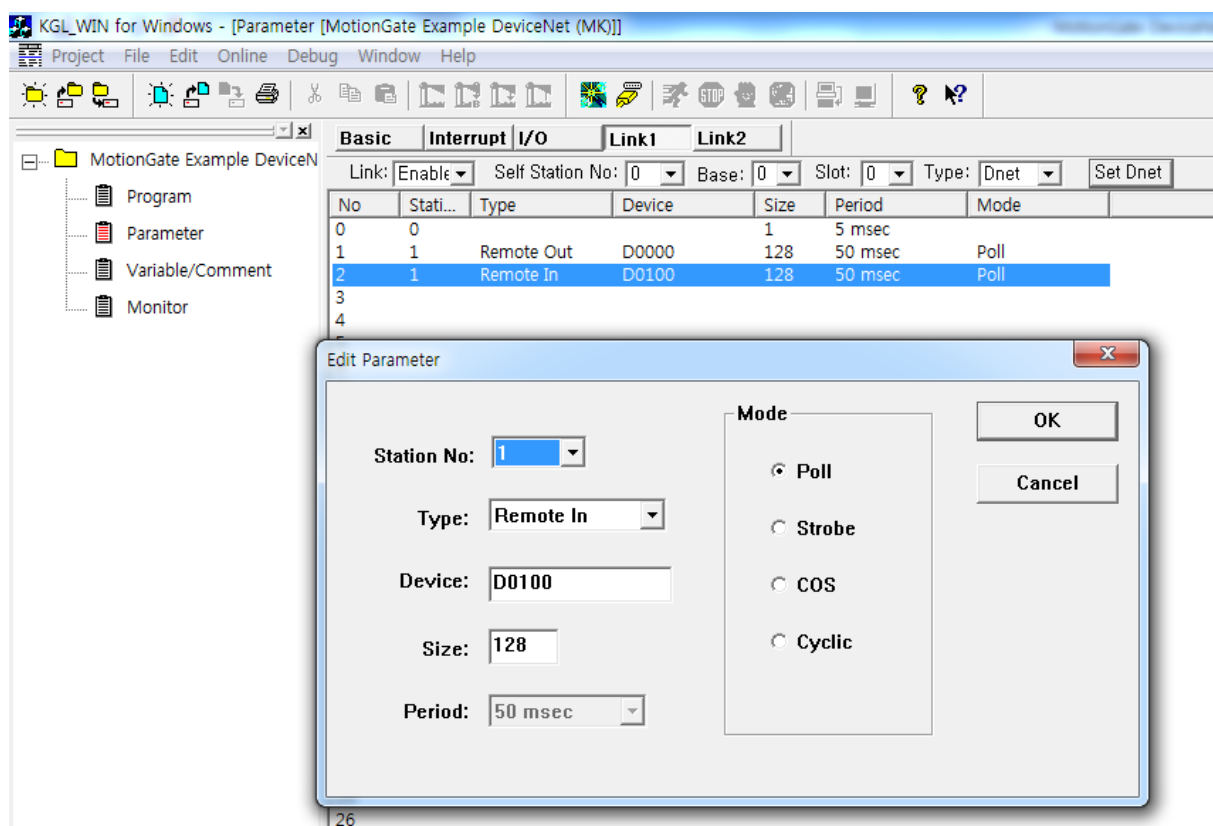 KGL_WIN for Windows - [Parameter [MotionGate Example DeviceNet (MK)]]
Project File Edit Online Debug Window Help
STOP
MotionGate Example DeviceN
Program
Parameter
Variable/Comment
Monitor
Basic Interrupt I/O Link1 Link2
Link: Enable Self Station No: 0 Base: 0 Slot: 0 Type: Dnet Set Dnet
No Stati... Type Device Size Period Mode
0 0 1 5 msec
1 1 Remote Out D0000 128 50 msec Poll
2 1 Remote In D0100 128 50 msec Poll
3
4
Edit Parameter
Station No: 1
Type: Remote In
Device: D0100
Size: 128
Period: 50 msec
Mode
Poll
Strobe
COS
Cyclic
OK
Cancel
26